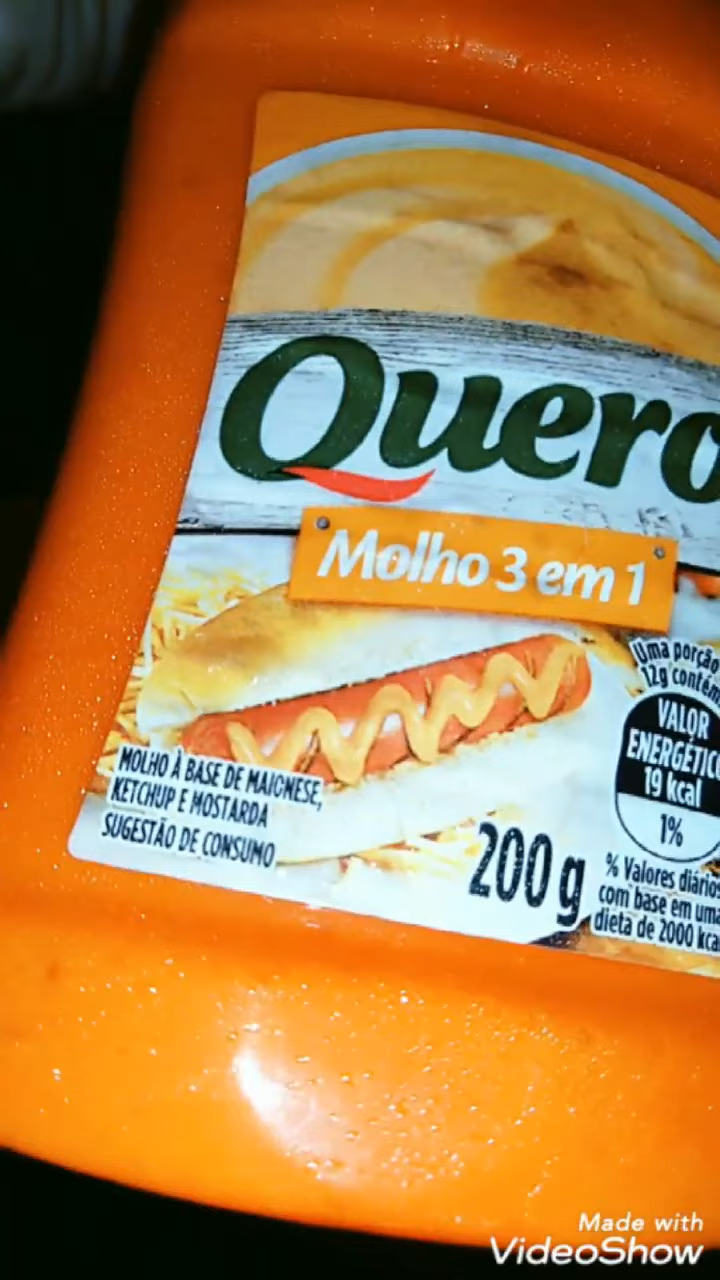 Quero
Molho 3 em 1
Uma porção
12g contém
VALOR
ENERGÉTICO
19 kcal
1%
MOLHO À BASE DE MAIONESE,
KETCHUP E MOSTARDA
SUGESTÃO DE CONSUMO
200 g
% Valores diários
com base em uma
dieta de 2000 kcal
Made with
VideoShow